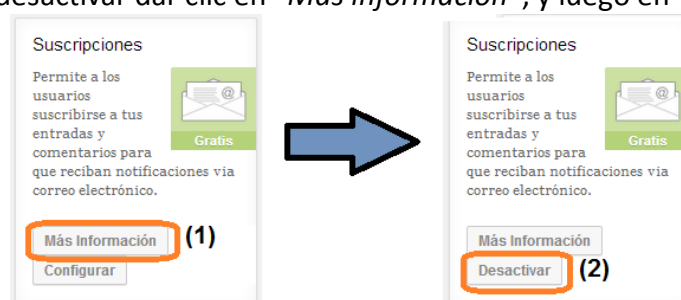 desactivar dar clic en "Más Información", y luego en
Suscripciones
Permite a los
usuarios
suscribirse a tus
entradas y
comentarios para
que reciban notificaciones via
correo electrónico.
@
Gratis
Más Información
(1)
Configurar
Suscripciones
Permite a los
usuarios
suscribirse a tus
entradas y
comentarios para
que reciban notificaciones via
correo electrónico.
@
Gratis
Más Información
Desactivar
(2)